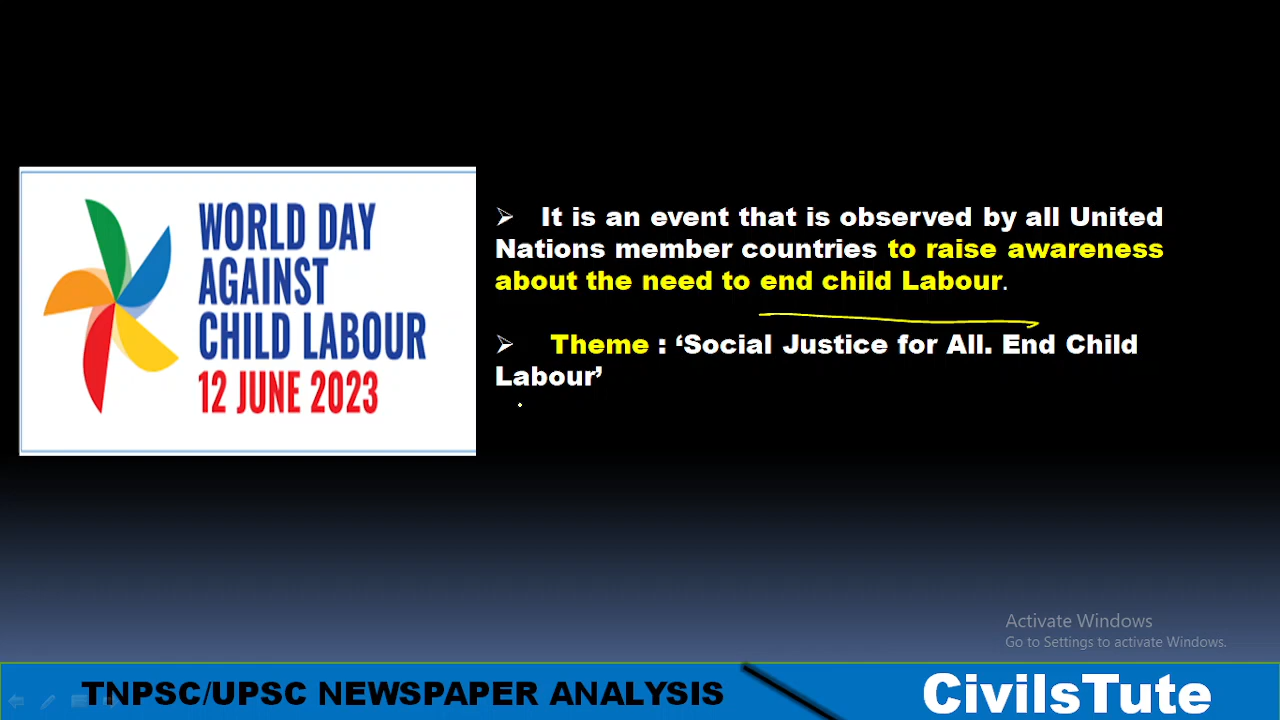 WORLD DAY
AGAINST
CHILD LABOUR
12 JUNE 2023
➢ It is an event that is observed by all United
Nations member countries to raise awareness
about the need to end child Labour.
➢ Theme : ‘Social Justice for All. End Child
Labour’
Activate Windows
Go to Settings to activate Windows.
TNPSC/UPSC NEWSPAPER ANALYSIS
CivilsTute